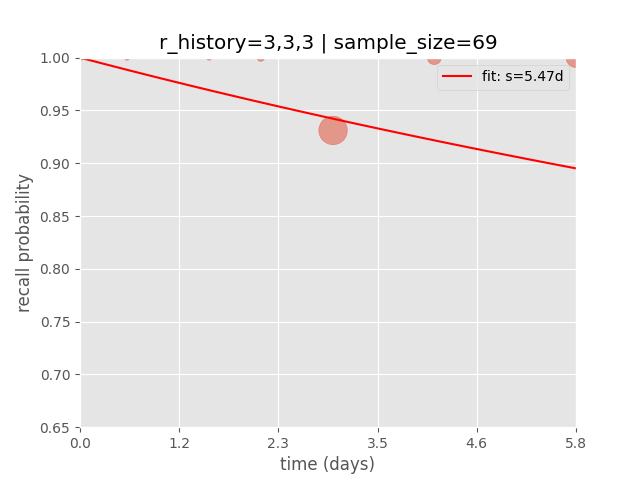 r_history=3,3,3 | sample_size=69
1.00
0.95
0.90
0.85
0.80
0.75
0.70
0.65
recall probability
fit: s=5.47d
0.0 1.2 2.3 3.5 4.6 5.8
time (days)